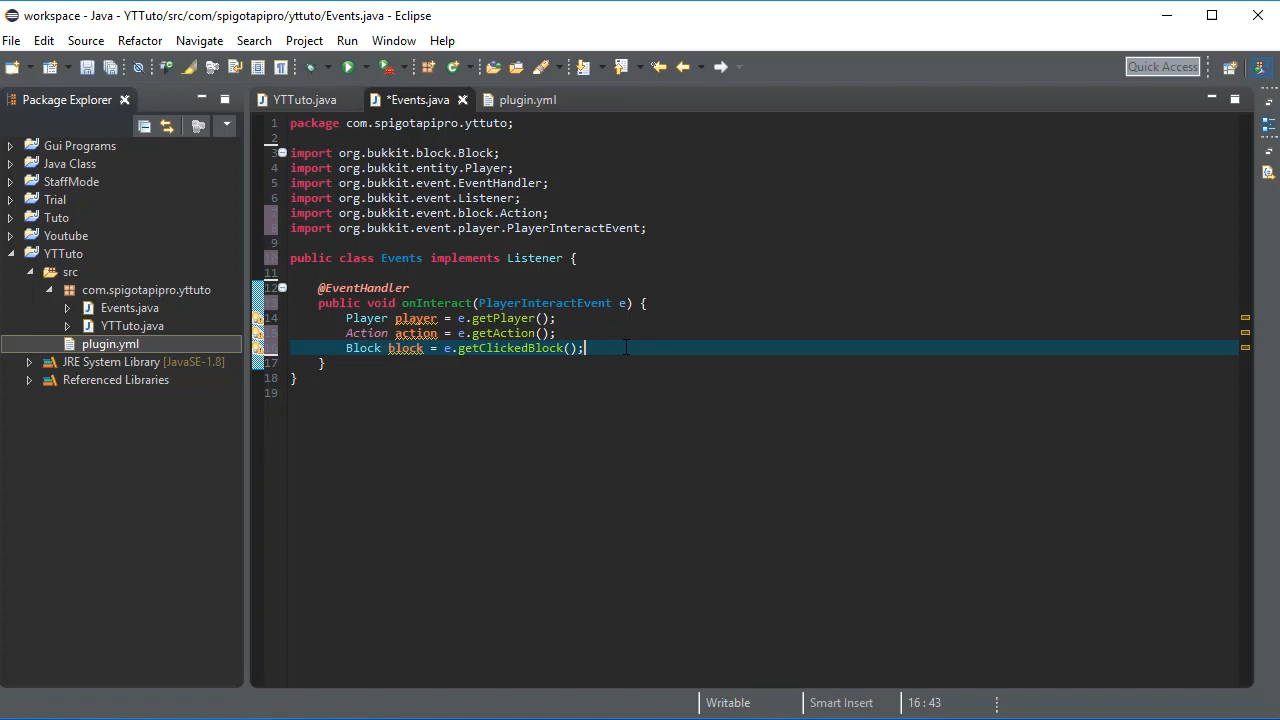 workspace - Java - YTTuto/src/com/spigotapipro/yttuto/Events.java - Eclipse
File Edit Source Refactor Navigate Search Project Run Window Help
Quick Access
Package Explorer
Gui Programs
Java Class
StaffMode
Trial
Tuto
Youtube
YTTuto
src
com.spigotapipro.yttuto
Events.java
YTTuto.java
plugin.yml
JRE System Library [JavaSE-1.8]
Referenced Libraries
YTTuto.java *Events.java plugin.yml
1 package com.spigotapipro.yttuto;
2
3 import org.bukkit.block.Block;
4 import org.bukkit.entity.Player;
5 import org.bukkit.event.EventHandler;
6 import org.bukkit.event.Listener;
7 import org.bukkit.event.block.Action;
8 import org.bukkit.event.player.PlayerInteractEvent;
9
10 public class Events implements Listener {
11
12 @EventHandler
13 public void onInteract(PlayerInteractEvent e) {
14 Player player = e.getPlayer();
15 Action action = e.getAction();
16 Block block = e.getClickedBlock();
17 }
18 }
19
Writable Smart Insert 16 : 43